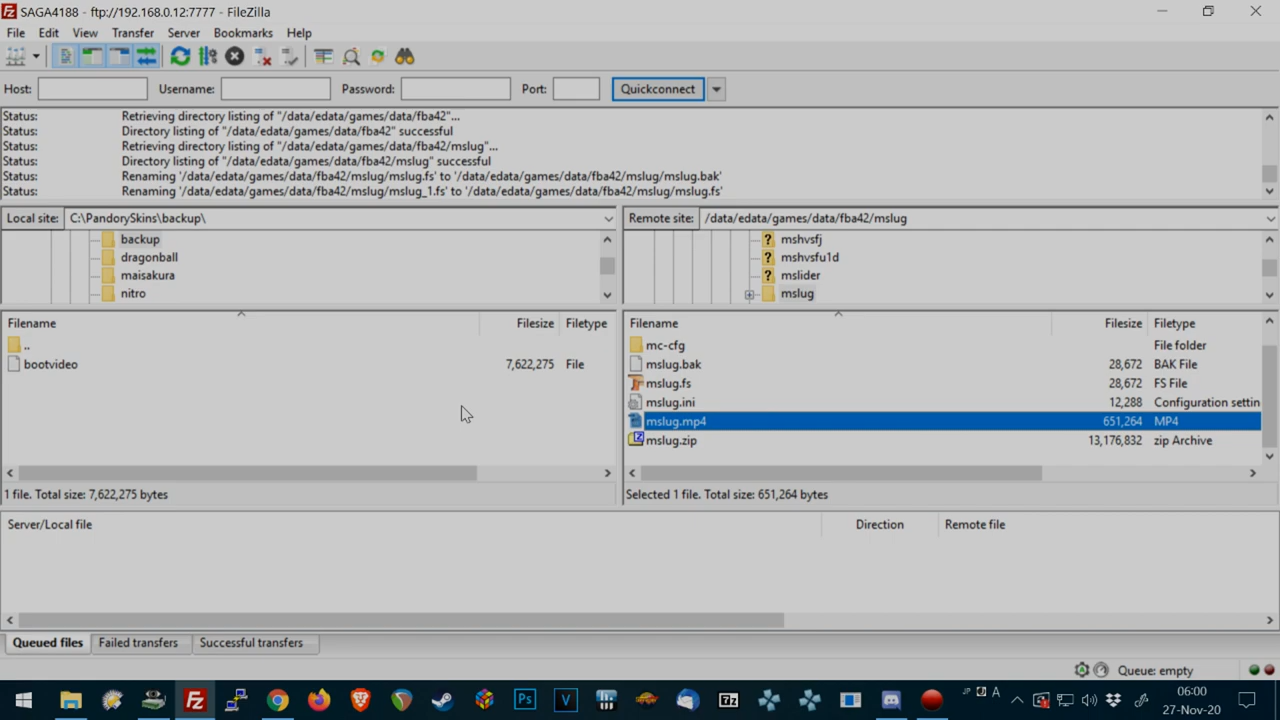 SAGA4188 - ftp://192.168.0.12:7777 - FileZilla
File Edit View Transfer Server Bookmarks Help
Host: Username: Password: Port: Quickconnect
Status: Retrieving directory listing of "/data/edata/games/data/fba42"...
Status: Directory listing of "/data/edata/games/data/fba42" successful
Status: Retrieving directory listing of "/data/edata/games/data/fba42/mslug"...
Status: Directory listing of "/data/edata/games/data/fba42/mslug" successful
Status: Renaming '/data/edata/games/data/fba42/mslug/mslug.fs' to '/data/edata/games/data/fba42/mslug/mslug.bak'
Status: Renaming '/data/edata/games/data/fba42/mslug/mslug_1.fs' to '/data/edata/games/data/fba42/mslug/mslug.fs'
Local site: C:\PandorySkins\backup\
backup
dragonball
maisakura
nitro
Filename Filesize Filetype
..
bootvideo 7,622,275 File
1 file. Total size: 7,622,275 bytes
Remote site: /data/edata/games/data/fba42/mslug
mshvsfj
mshvsfu1d
mslider
mslug
Filename Filesize Filetype
mc-cfg File folder
mslug.bak 28,672 BAK File
mslug.fs 28,672 FS File
mslug.ini 12,288 Configuration settin
mslug.mp4 651,264 MP4
mslug.zip 13,176,832 zip Archive
Selected 1 file. Total size: 651,264 bytes
Server/Local file Direction Remote file
Queued files Failed transfers Successful transfers
Queue: empty
Ps V 7z JP A 06:00
27-Nov-20